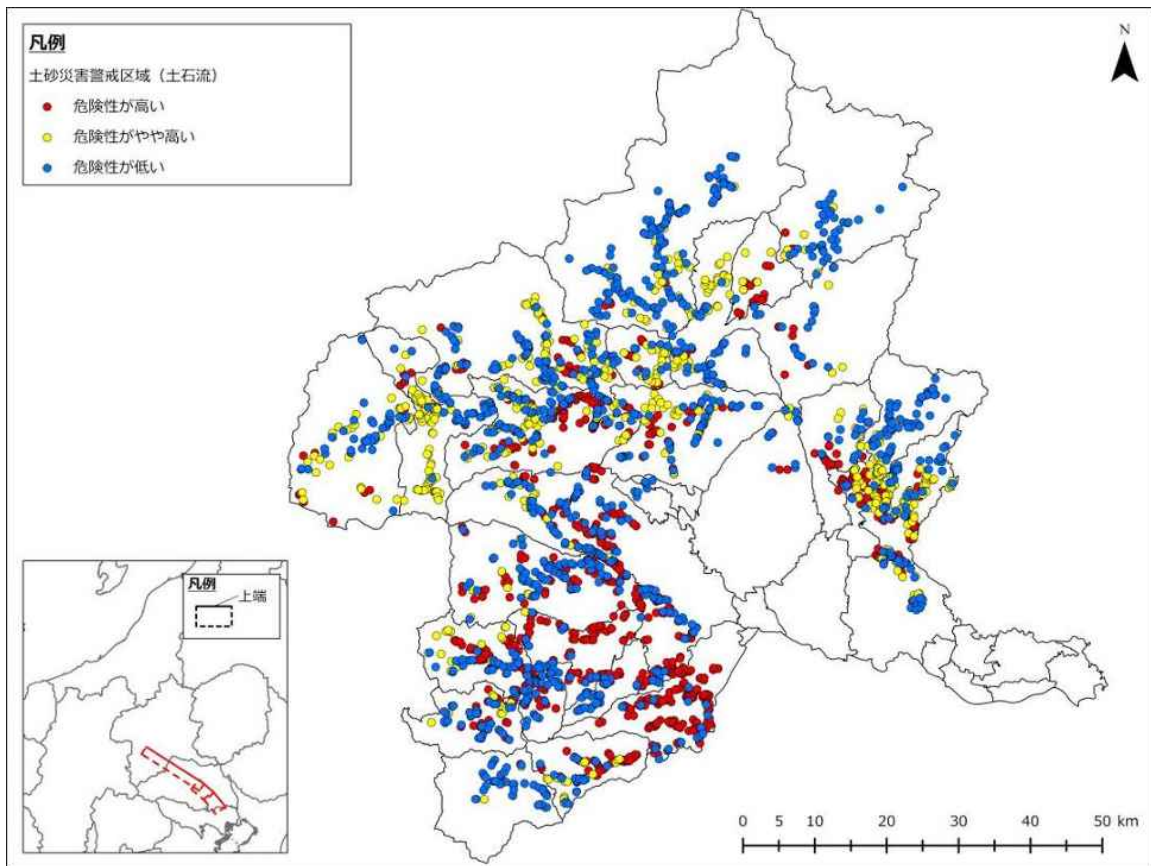 凡例
土砂災害警戒区域（土石流）
危険性が高い
危険性がやや高い
危険性が低い
N
凡例
上端
0 5 10 20 30 40 50 km